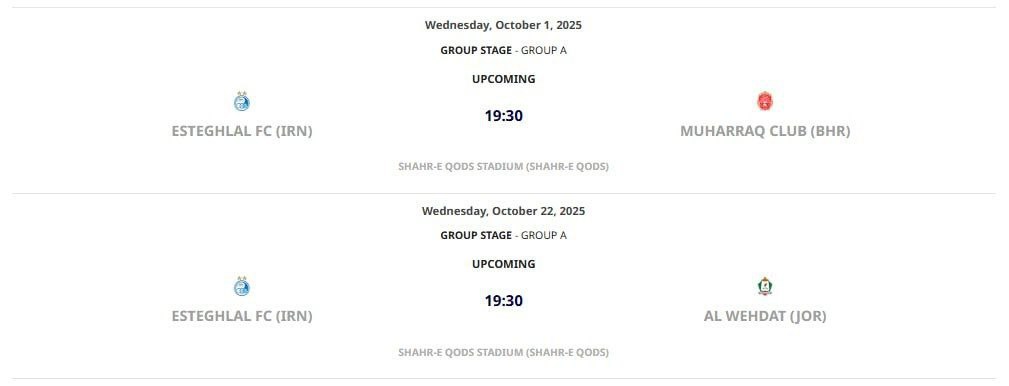 Wednesday, October 1, 2025
GROUP STAGE - GROUP A
UPCOMING
19:30
ESTEGHLAL FC (IRN)
MUHARRAQ CLUB (BHR)
SHAHR-E QODS STADIUM (SHAHR-E QODS)
Wednesday, October 22, 2025
GROUP STAGE - GROUP A
UPCOMING
19:30
ESTEGHLAL FC (IRN)
AL WEHDAT (JOR)
SHAHR-E QODS STADIUM (SHAHR-E QODS)